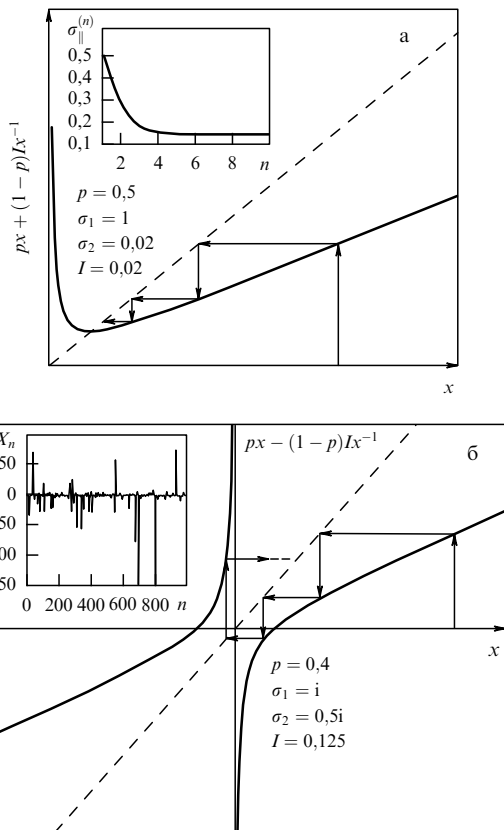 а
σ∥⁽ⁿ⁾
0,5
0,4
0,3
0,2
0,1
2 4 6 8 n
px + (1 − p)Ix⁻¹
p = 0,5
σ₁ = 1
σ₂ = 0,02
I = 0,02
x
Xₙ
px − (1 − p)Ix⁻¹
б
50
0
50
00
50
0 200 400 600 800 n
x
p = 0,4
σ₁ = i
σ₂ = 0,5i
I = 0,125